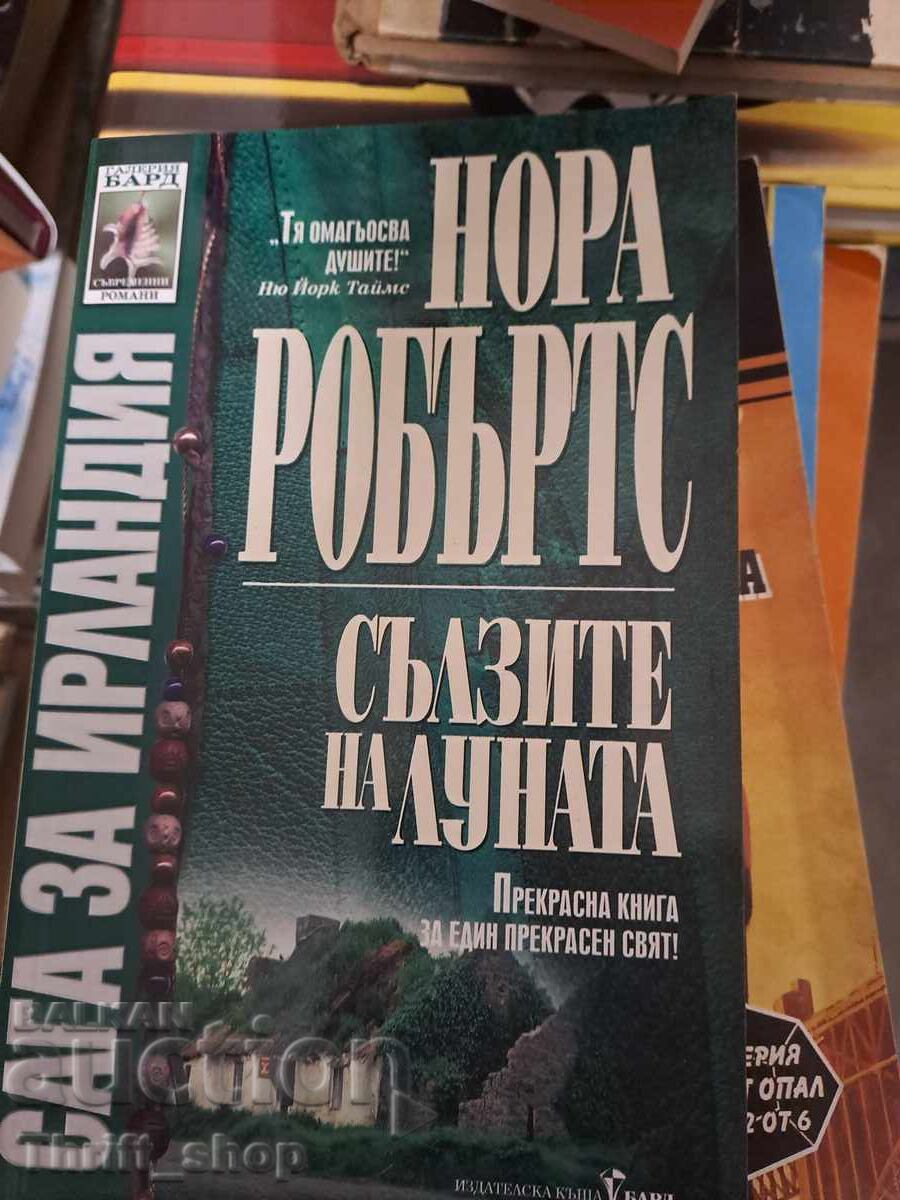 ГАЛЕРИЯ
БАРД
СЪВРЕМЕННИ
РОМАНИ
САГА ЗА ИРЛАНДИЯ
„Тя омагьосва
душите!“
Ню Йорк Таймс
НОРА
РОБЪРТС
СЪЛЗИТЕ
НА ЛУНАТА
Прекрасна книга
за един прекрасен свят!
ИЗДАТЕЛСКА КЪЩА БАРД
А
ЕРИЯ
Т ОПАЛ
2 ОТ 6
BALKAN
auction
Thrift_shop